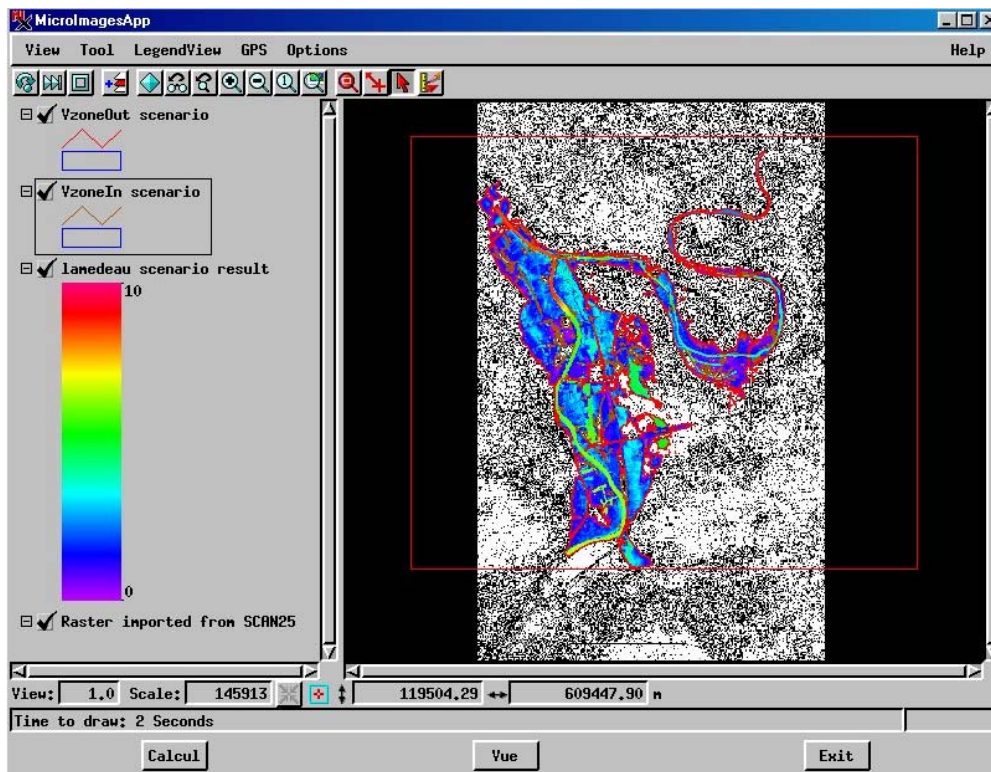 MicroImagesApp
View Tool LegendView GPS Options Help
VzoneOut scenario
VzoneIn scenario
lamedeau scenario result
10
0
Raster imported from SCAN25
View: 1.0 Scale: 145913 119504.29 609447.90 m
Time to draw: 2 Seconds
Calcul Vue Exit